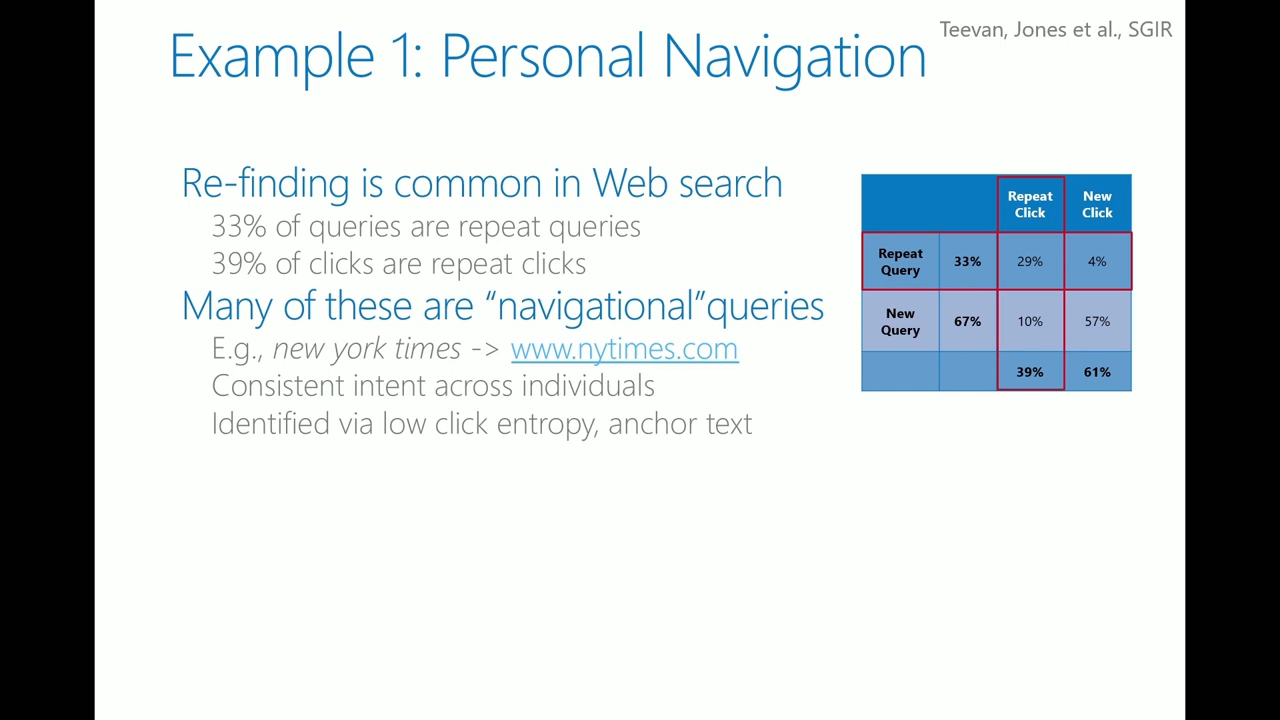 Example 1: Personal Navigation
Teevan, Jones et al., SGIR
Re-finding is common in Web search
33% of queries are repeat queries
39% of clicks are repeat clicks
Many of these are “navigational”queries
E.g., new york times -> www.nytimes.com
Consistent intent across individuals
Identified via low click entropy, anchor text
Repeat Click New Click
Repeat Query 33% 29% 4%
New Query 67% 10% 57%
39% 61%